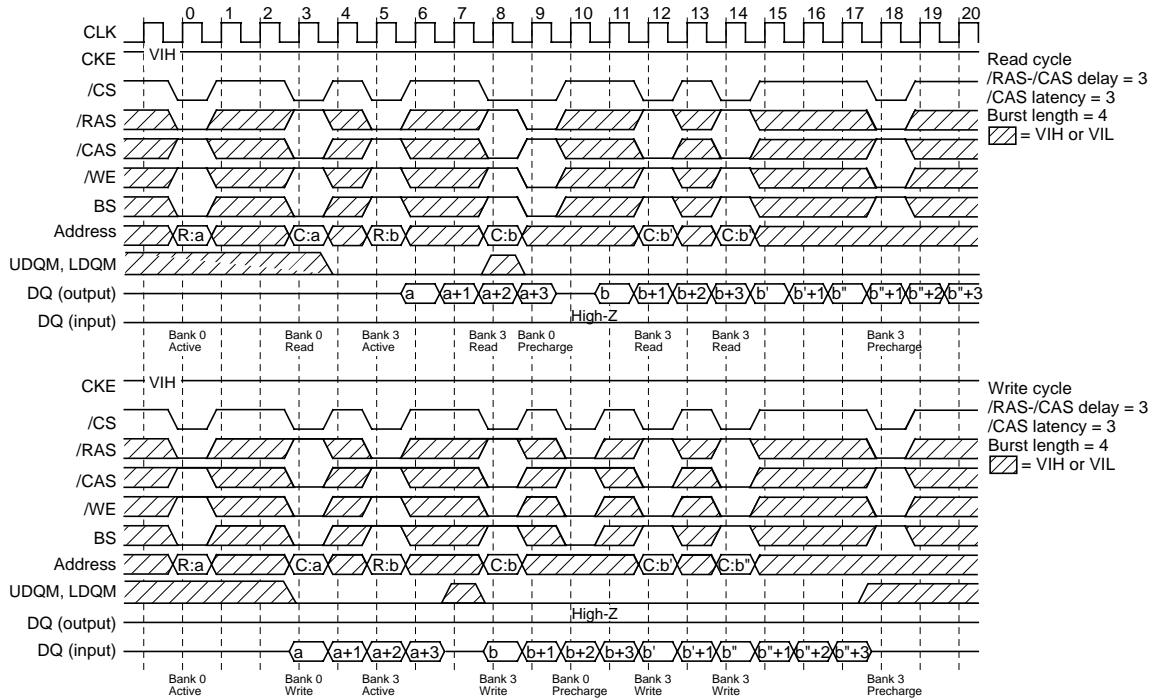 0 1 2 3 4 5 6 7 8 9 10 11 12 13 14 15 16 17 18 19 20
CLK
CKE VIH
/CS
/RAS
/CAS
/WE
BS
Address R:a C:a R:b C:b C:b' C:b'
UDQM, LDQM
DQ (output) a a+1 a+2 a+3 b b+1 b+2 b+3 b' b'+1 b" b"+1 b"+2 b"+3
DQ (input) High-Z
Bank 0 Active
Bank 0 Read
Bank 3 Active
Bank 3 Read
Bank 0 Precharge
Bank 3 Read
Bank 3 Read
Bank 3 Precharge
Read cycle
/RAS-/CAS delay = 3
/CAS latency = 3
Burst length = 4
= VIH or VIL
CKE VIH
/CS
/RAS
/CAS
/WE
BS
Address R:a C:a R:b C:b C:b' C:b"
UDQM, LDQM
DQ (output) High-Z
DQ (input) a a+1 a+2 a+3 b b+1 b+2 b+3 b' b'+1 b" b"+1 b"+2 b"+3
Bank 0 Active
Bank 0 Write
Bank 3 Active
Bank 3 Write
Bank 0 Precharge
Bank 3 Write
Bank 3 Write
Bank 3 Precharge
Write cycle
/RAS-/CAS delay = 3
/CAS latency = 3
Burst length = 4
= VIH or VIL